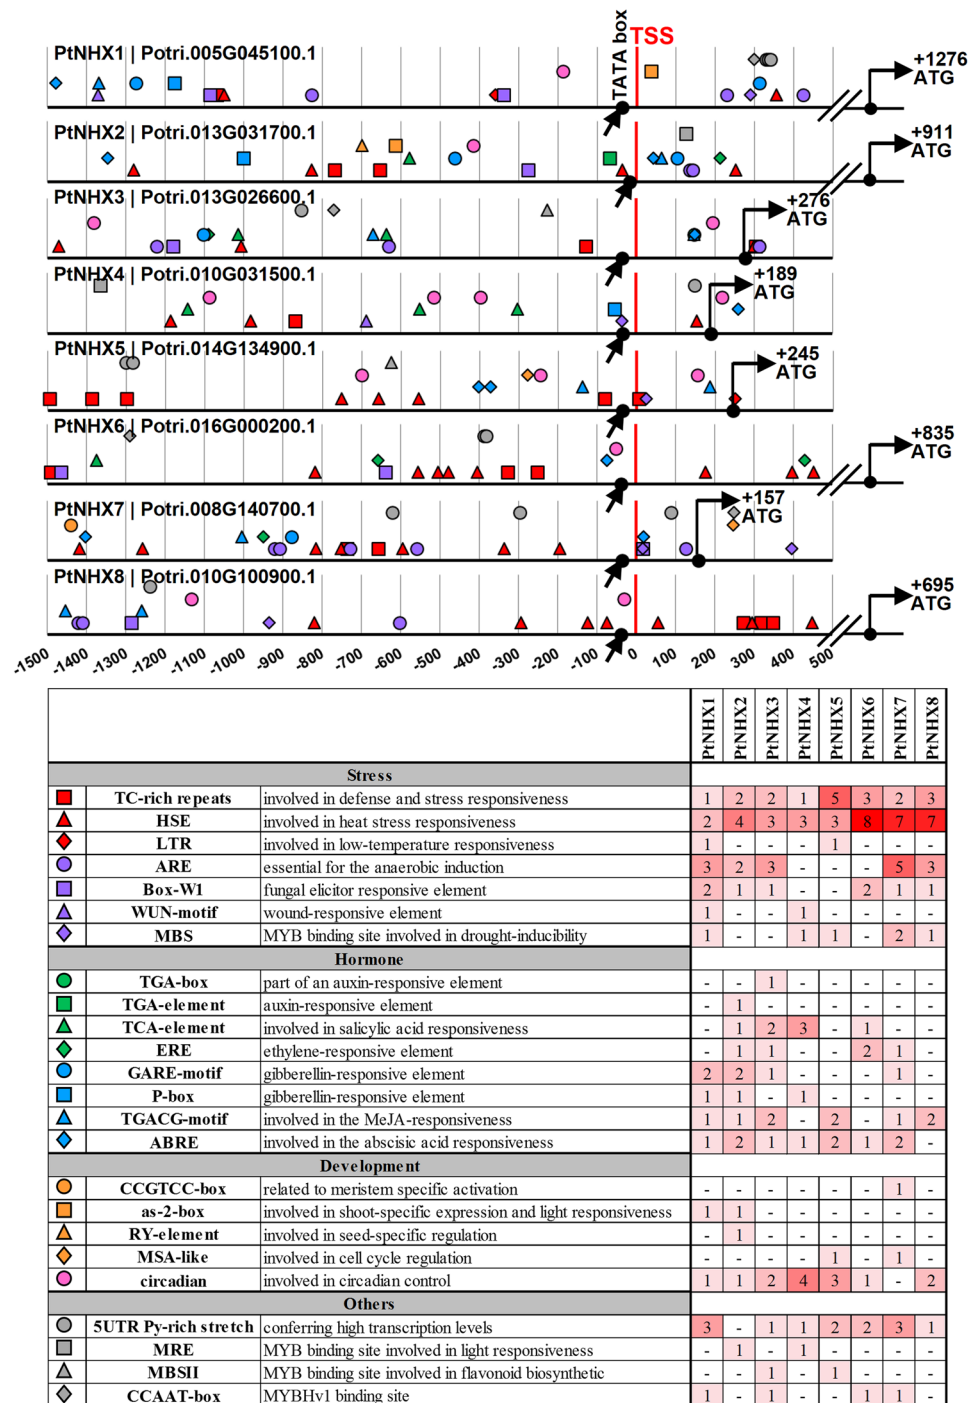 TATA box
TSS
PtNHX1 | Potri.005G045100.1
+1276
ATG
PtNHX2 | Potri.013G031700.1
+911
ATG
PtNHX3 | Potri.013G026600.1
+276
ATG
PtNHX4 | Potri.010G031500.1
+189
ATG
PtNHX5 | Potri.014G134900.1
+245
ATG
PtNHX6 | Potri.016G000200.1
+835
ATG
PtNHX7 | Potri.008G140700.1
+157
ATG
PtNHX8 | Potri.010G100900.1
+695
ATG
-1500 -1400 -1300 -1200 -1100 -1000 -900 -800 -700 -600 -500 -400 -300 -200 -100 0 100 200 300 400 500
PtNHX1 PtNHX2 PtNHX3 PtNHX4 PtNHX5 PtNHX6 PtNHX7 PtNHX8
Stress
TC-rich repeats involved in defense and stress responsiveness 1 2 2 1 5 3 2 3
HSE involved in heat stress responsiveness 2 4 3 3 3 8 7 7
LTR involved in low-temperature responsiveness 1 - - - 1 - - -
ARE essential for the anaerobic induction 3 2 3 - - - 5 3
Box-W1 fungal elicitor responsive element 2 1 1 - - 2 1 1
WUN-motif wound-responsive element 1 - - 1 - - - -
MBS MYB binding site involved in drought-inducibility 1 - - 1 1 - 2 1
Hormone
TGA-box part of an auxin-responsive element - - 1 - - - - -
TGA-element auxin-responsive element - 1 - - - - - -
TCA-element involved in salicylic acid responsiveness - 1 2 3 - 1 - -
ERE ethylene-responsive element - 1 1 - - 2 1 -
GARE-motif gibberellin-responsive element 2 2 1 - - - 1 -
P-box gibberellin-responsive element 1 1 - 1 - - - -
TGACG-motif involved in the MeJA-responsiveness 1 1 2 - 2 - 1 2
ABRE involved in the abscisic acid responsiveness 1 2 1 1 2 1 2 -
Development
CCGTCC-box related to meristem specific activation - - - - - - 1 -
as-2-box involved in shoot-specific expression and light responsiveness 1 1 - - - - - -
RY-element involved in seed-specific regulation - 1 - - - - - -
MSA-like involved in cell cycle regulation - - - - 1 - 1 -
circadian involved in circadian control 1 1 2 4 3 1 - 2
Others
5UTR Py-rich stretch conferring high transcription levels 3 - 1 1 2 2 3 1
MRE MYB binding site involved in light responsiveness - 1 - 1 - - - -
MBSII MYB binding site involved in flavonoid biosynthetic - - 1 - 1 - - -
CCAAT-box MYBHv1 binding site 1 - 1 - - 1 1 -